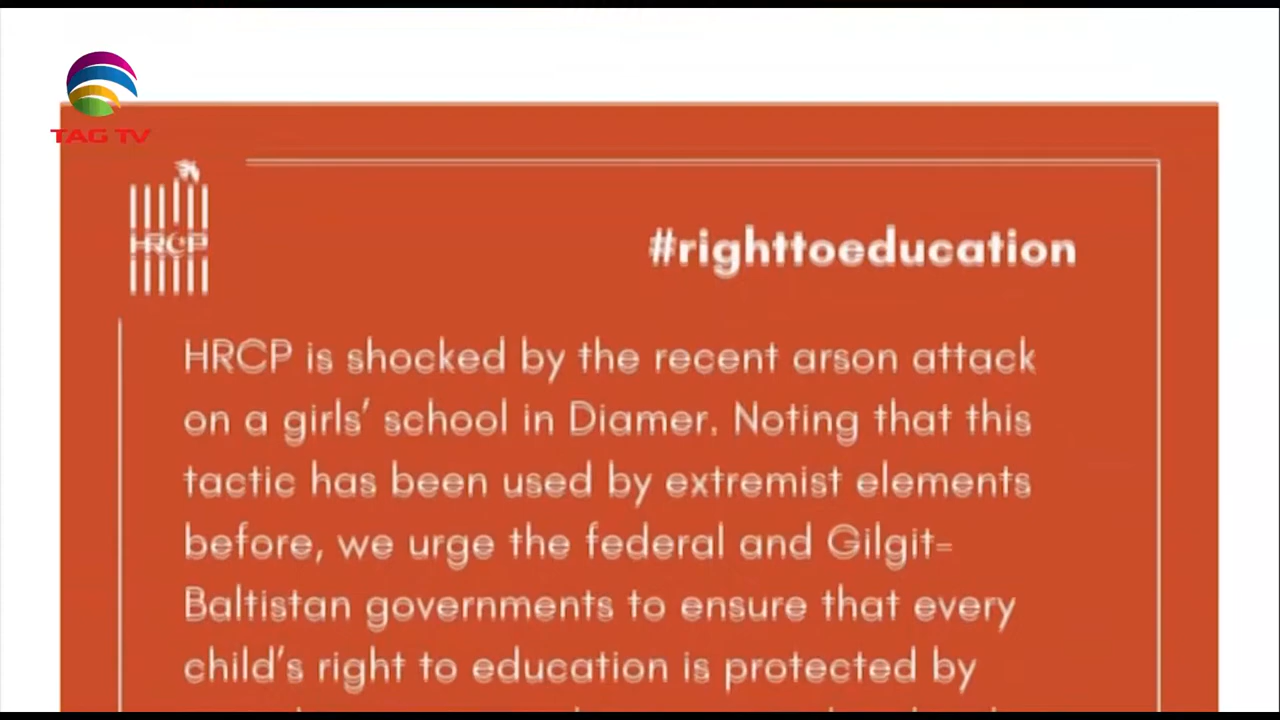 TAG TV
HRCP
#righttoeducation
HRCP is shocked by the recent arson attack
on a girls' school in Diamer. Noting that this
tactic has been used by extremist elements
before, we urge the federal and Gilgit-
Baltistan governments to ensure that every
child's right to education is protected by